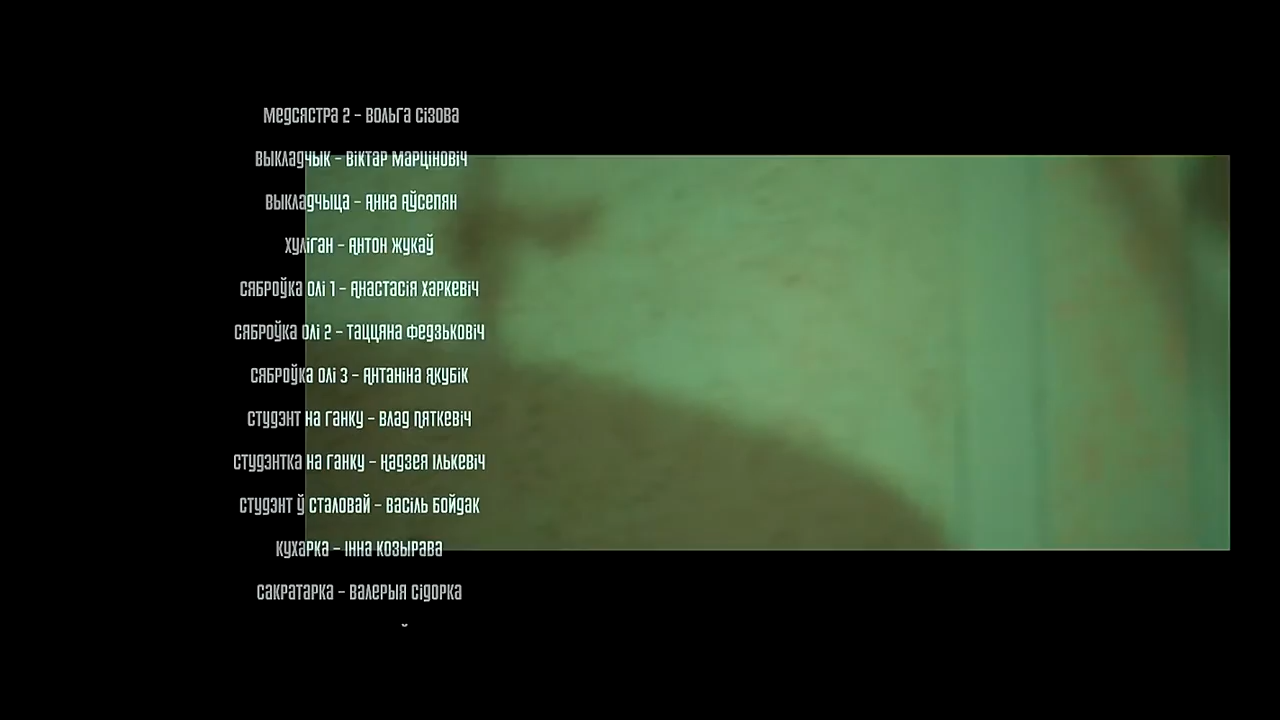 Медсястра 2 – Вольга Сізова
Выкладчык – Віктар Марціновіч
Выкладчыца – Анна Аўсепян
Хуліган – Антон Жукаў
Сяброўка Олі 1 – Анастасія Харкевіч
Сяброўка Олі 2 – Таццяна Федзьковіч
Сяброўка Олі 3 – Антаніна Якубік
Студэнт на ганку – Влад Пяткевіч
Студэнтка на ганку – Надзея Ількевіч
Студэнт ў сталовай – Васіль Бойдак
Кухарка – Інна Козырава
Сакратарка – Валерыя Сідорка